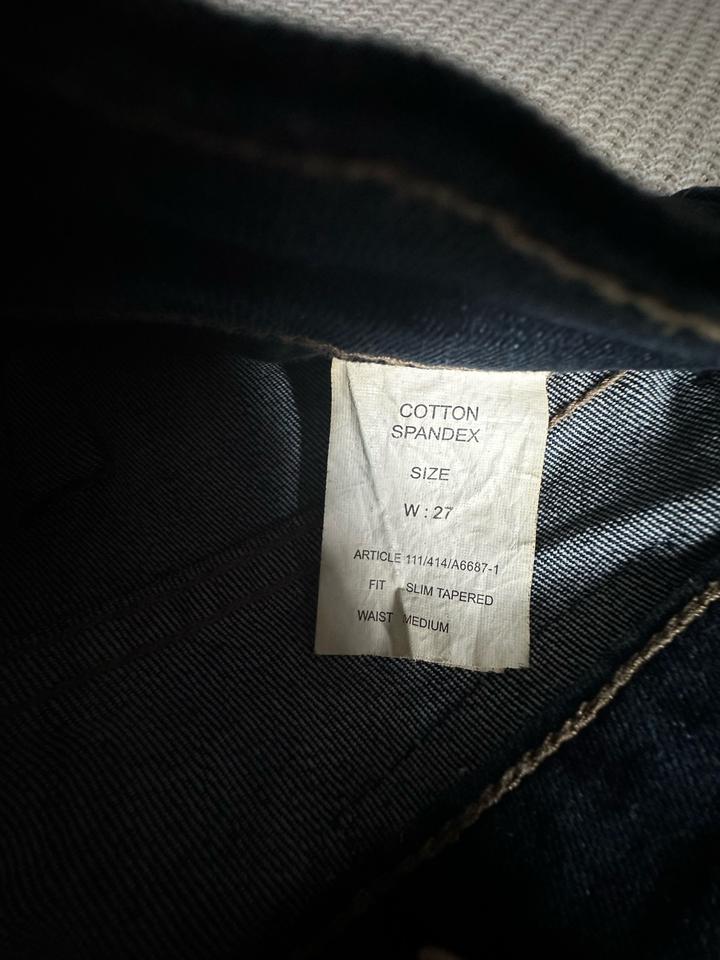 COTTON
SPANDEX
SIZE
W : 27
ARTICLE 111/414/A6687-1
FIT SLIM TAPERED
WAIST MEDIUM